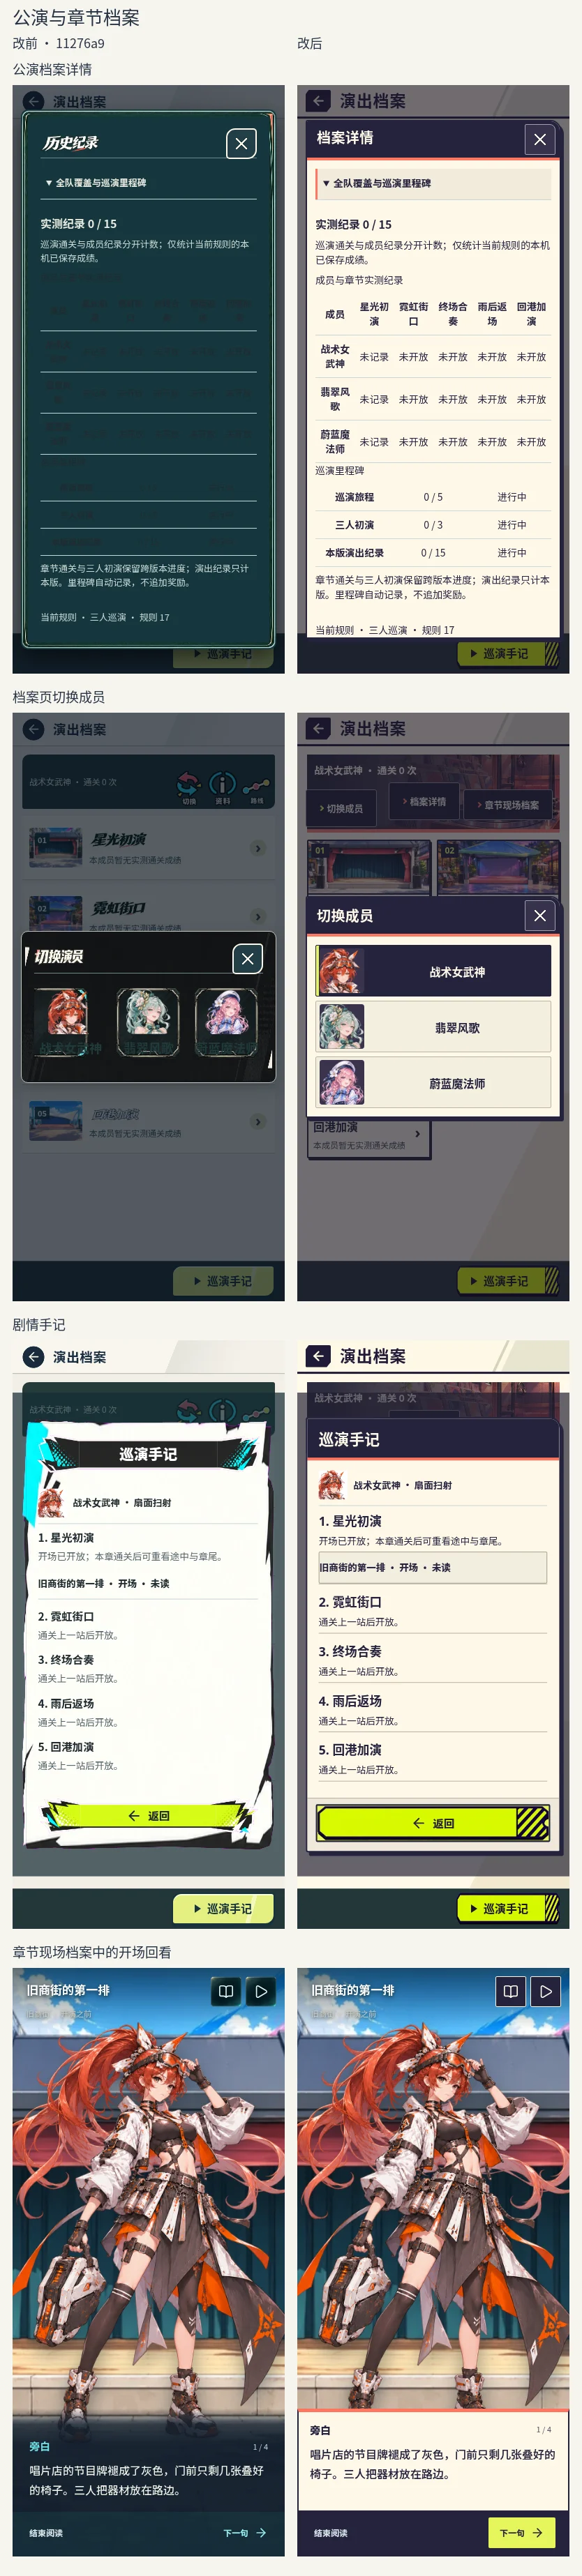 公演与章节档案
改前 · 11276a9
改后
公演档案详情
演出档案
历史纪录
▼ 全队覆盖与巡演里程碑
实测纪录 0 / 15
巡演通关与成员纪录分开计数；仅统计当前规则的本
机已保存成绩。
章节通关与三人初演保留跨版本进度；演出纪录只计
本版。里程碑自动记录，不追加奖励。
当前规则 · 三人巡演 · 规则 17
▶ 巡演手记
演出档案
档案详情
▼ 全队覆盖与巡演里程碑
实测纪录 0 / 15
巡演通关与成员纪录分开计数；仅统计当前规则的本机
已保存成绩。
成员与章节实测纪录
成员 星光初演 霓虹街口 终场合奏 雨后返场 回港加演
战术女武神 未记录 未开放 未开放 未开放 未开放
翡翠风歌 未记录 未开放 未开放 未开放 未开放
蔚蓝魔法师 未记录 未开放 未开放 未开放 未开放
巡演里程碑
巡演旅程 0 / 5 进行中
三人初演 0 / 3 进行中
本版演出纪录 0 / 15 进行中
章节通关与三人初演保留跨版本进度；演出纪录只计本
版。里程碑自动记录，不追加奖励。
当前规则 · 三人巡演 · 规则 17
▶ 巡演手记
档案页切换成员
演出档案
战术女武神 · 通关 0 次
切换 资料 路线
01 星光初演
本成员暂无实测通关成绩
02 霓虹街口
切换演员
战术女武神 翡翠风歌 蔚蓝魔法师
05 回港加演
本成员暂无实测通关成绩
▶ 巡演手记
演出档案
战术女武神 · 通关 0 次
切换成员
档案详情
章节现场档案
01 02
切换成员
战术女武神
翡翠风歌
蔚蓝魔法师
回港加演
本成员暂无实测通关成绩
▶ 巡演手记
剧情手记
演出档案
战术女武神 · 通关 0 次
巡演手记
战术女武神 · 扇面扫射
1. 星光初演
开场已开放；本章通关后可重看途中与章尾。
旧商街的第一排 · 开场 · 未读
2. 霓虹街口
通关上一站后开放。
3. 终场合奏
通关上一站后开放。
4. 雨后返场
通关上一站后开放。
5. 回港加演
通关上一站后开放。
← 返回
▶ 巡演手记
演出档案
战术女武神 · 通关 0 次
巡演手记
战术女武神 · 扇面扫射
1. 星光初演
开场已开放；本章通关后可重看途中与章尾。
旧商街的第一排 · 开场 · 未读
2. 霓虹街口
通关上一站后开放。
3. 终场合奏
通关上一站后开放。
4. 雨后返场
通关上一站后开放。
5. 回港加演
通关上一站后开放。
← 返回
▶ 巡演手记
章节现场档案中的开场回看
旧商街的第一排
旁白 1 / 4
唱片店的节目牌褪成了灰色，门前只剩几张叠好
的椅子。三人把器材放在路边。
结束阅读 下一句 →
旧商街的第一排
旁白 1 / 4
唱片店的节目牌褪成了灰色，门前只剩几张叠好的
椅子。三人把器材放在路边。
结束阅读 下一句 →